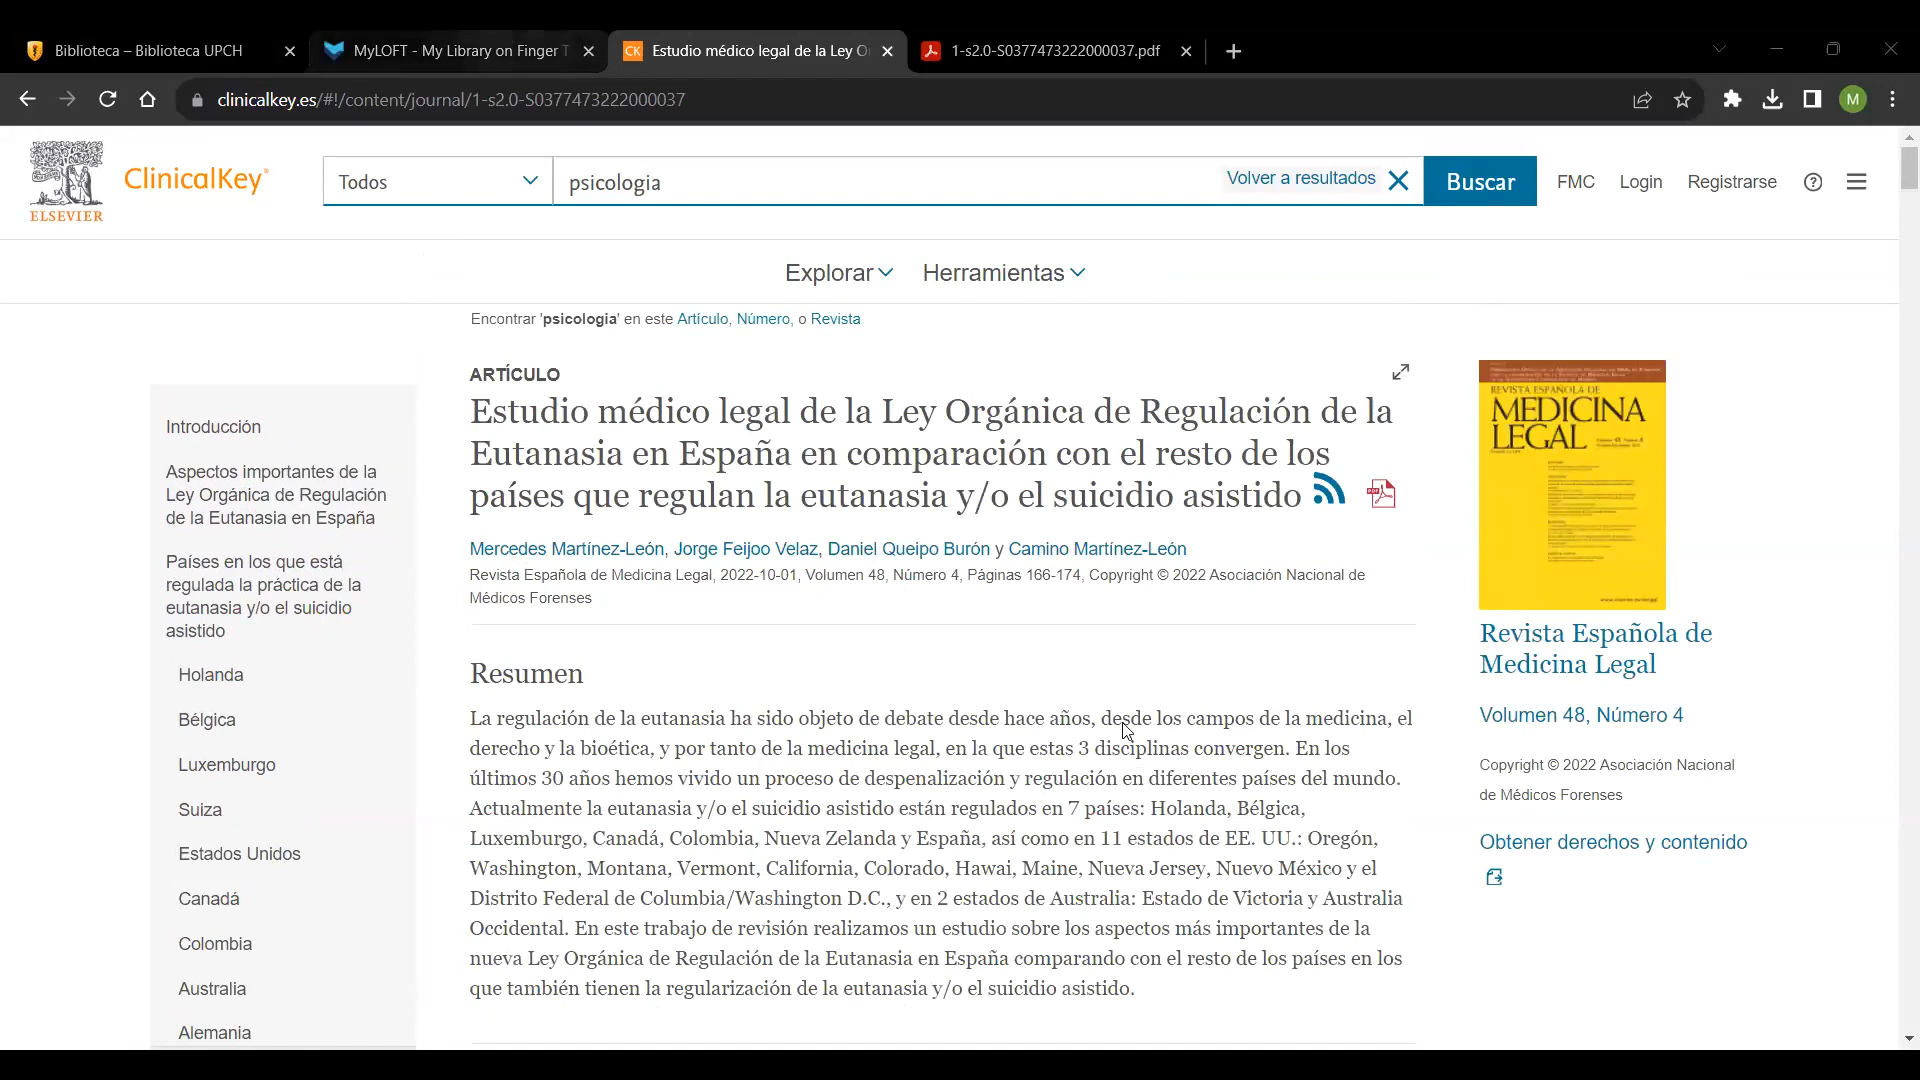 Biblioteca – Biblioteca UPCH
MyLOFT - My Library on Finger T
CK Estudio médico legal de la Ley O
1-s2.0-S0377473222000037.pdf
clinicalkey.es/#!/content/journal/1-s2.0-S0377473222000037
M
ELSEVIER
ClinicalKey
Todos
psicologia
Volver a resultados
Buscar
FMC
Login
Registrarse
Explorar
Herramientas
Encontrar 'psicologia' en este Artículo, Número, o Revista
ARTÍCULO
Estudio médico legal de la Ley Orgánica de Regulación de la
Eutanasia en España en comparación con el resto de los
países que regulan la eutanasia y/o el suicidio asistido
Mercedes Martínez-León, Jorge Feijoo Velaz, Daniel Queipo Burón y Camino Martínez-León
Revista Española de Medicina Legal, 2022-10-01, Volumen 48, Número 4, Páginas 166-174, Copyright © 2022 Asociación Nacional de
Médicos Forenses
Introducción
Aspectos importantes de la
Ley Orgánica de Regulación
de la Eutanasia en España
Países en los que está
regulada la práctica de la
eutanasia y/o el suicidio
asistido
Holanda
Bélgica
Luxemburgo
Suiza
Estados Unidos
Canadá
Colombia
Australia
Alemania
Resumen
La regulación de la eutanasia ha sido objeto de debate desde hace años, desde los campos de la medicina, el
derecho y la bioética, y por tanto de la medicina legal, en la que estas 3 disciplinas convergen. En los
últimos 30 años hemos vivido un proceso de despenalización y regulación en diferentes países del mundo.
Actualmente la eutanasia y/o el suicidio asistido están regulados en 7 países: Holanda, Bélgica,
Luxemburgo, Canadá, Colombia, Nueva Zelanda y España, así como en 11 estados de EE. UU.: Oregón,
Washington, Montana, Vermont, California, Colorado, Hawai, Maine, Nueva Jersey, Nuevo México y el
Distrito Federal de Columbia/Washington D.C., y en 2 estados de Australia: Estado de Victoria y Australia
Occidental. En este trabajo de revisión realizamos un estudio sobre los aspectos más importantes de la
nueva Ley Orgánica de Regulación de la Eutanasia en España comparando con el resto de los países en los
que también tienen la regularización de la eutanasia y/o el suicidio asistido.
REVISTA ESPAÑOLA DE
MEDICINA
LEGAL
Revista Española de
Medicina Legal
Volumen 48, Número 4
Copyright © 2022 Asociación Nacional
de Médicos Forenses
Obtener derechos y contenido